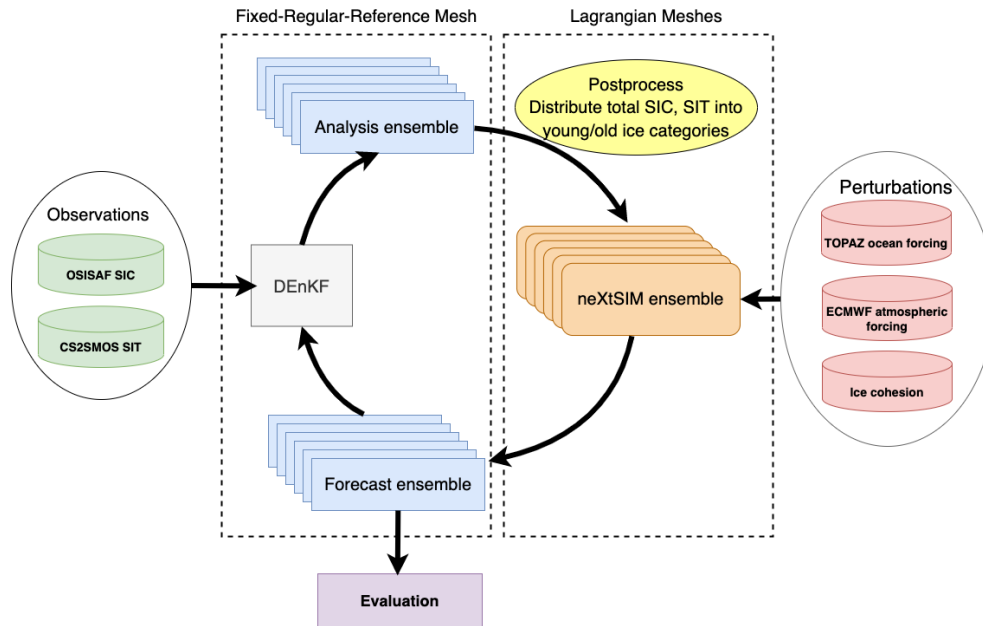 Fixed-Regular-Reference Mesh
Lagrangian Meshes
Postprocess
Distribute total SIC, SIT into
young/old ice categories
Analysis ensemble
Observations
OSISAF SIC
CS2SMOS SIT
DEnKF
neXtSIM ensemble
Perturbations
TOPAZ ocean forcing
ECMWF atmospheric
forcing
Ice cohesion
Forecast ensemble
Evaluation